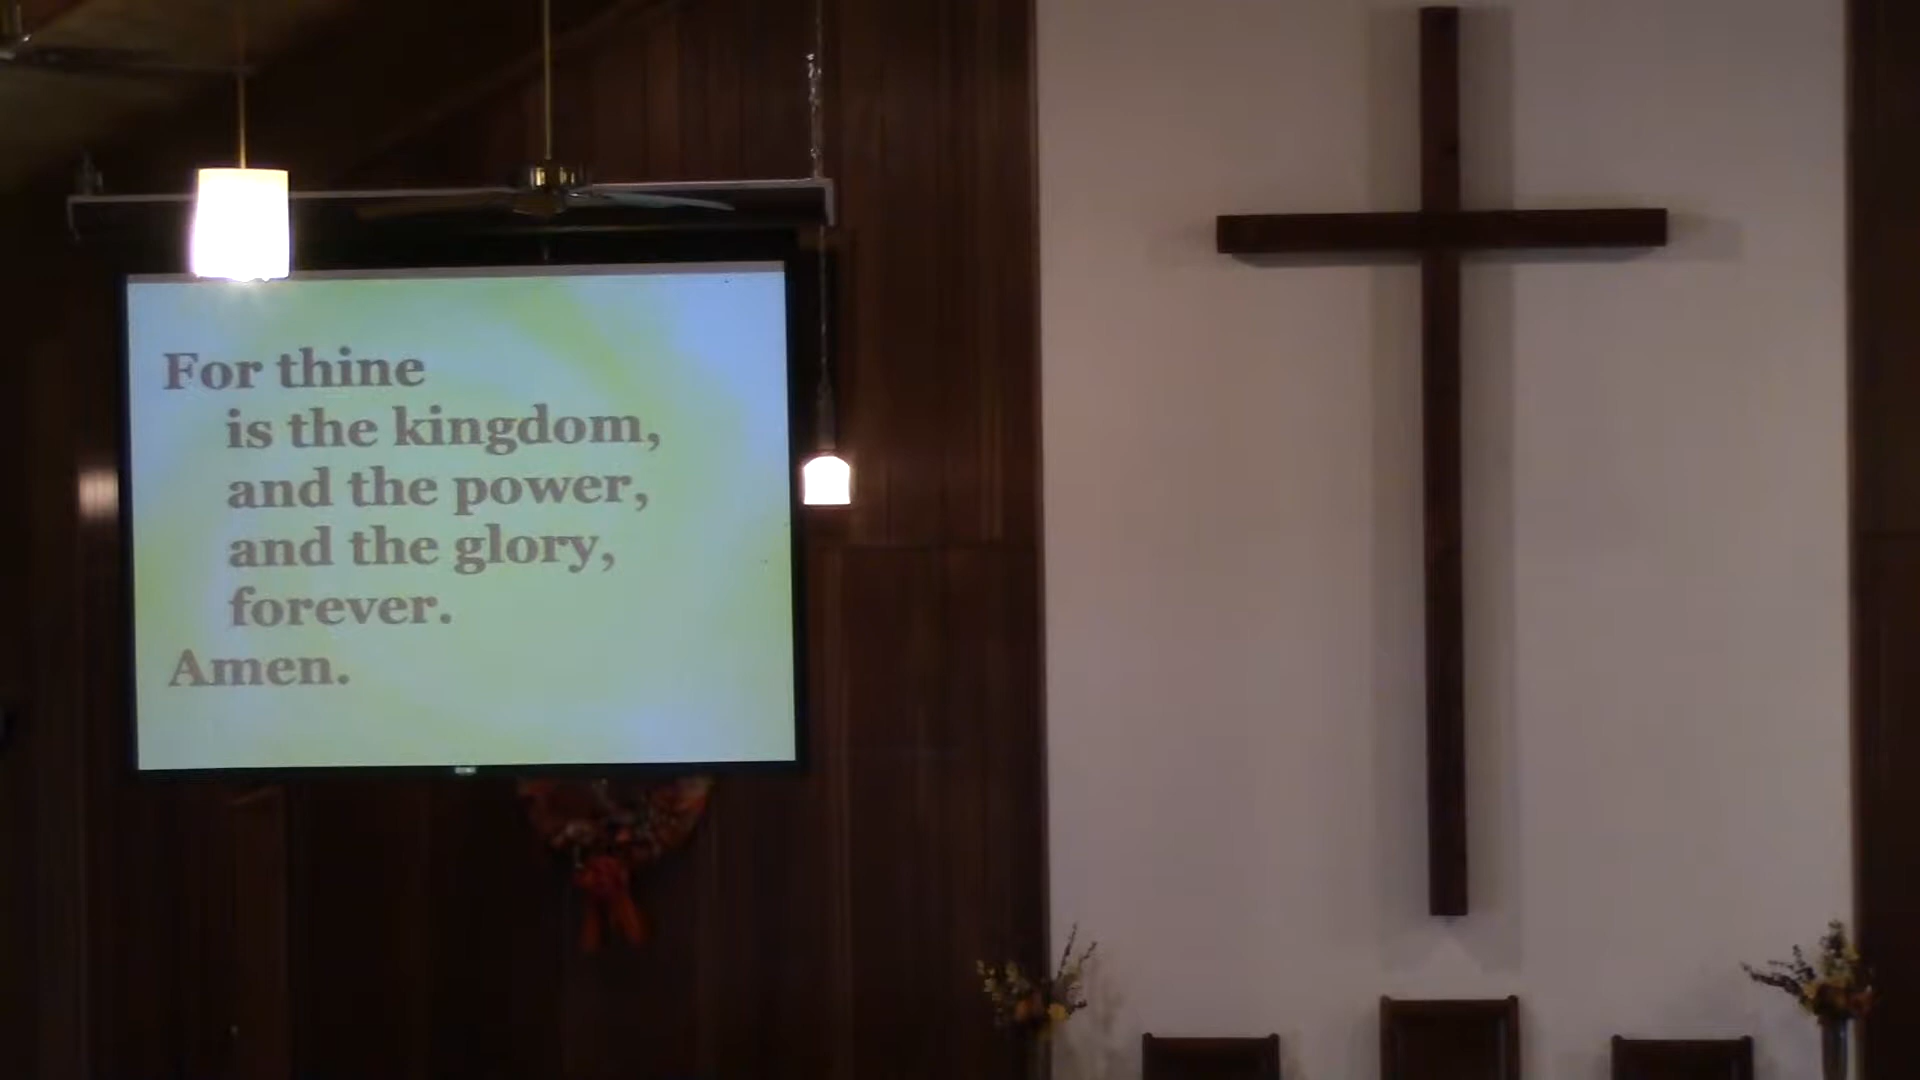 For thine
is the kingdom,
and the power,
and the glory,
forever.
Amen.